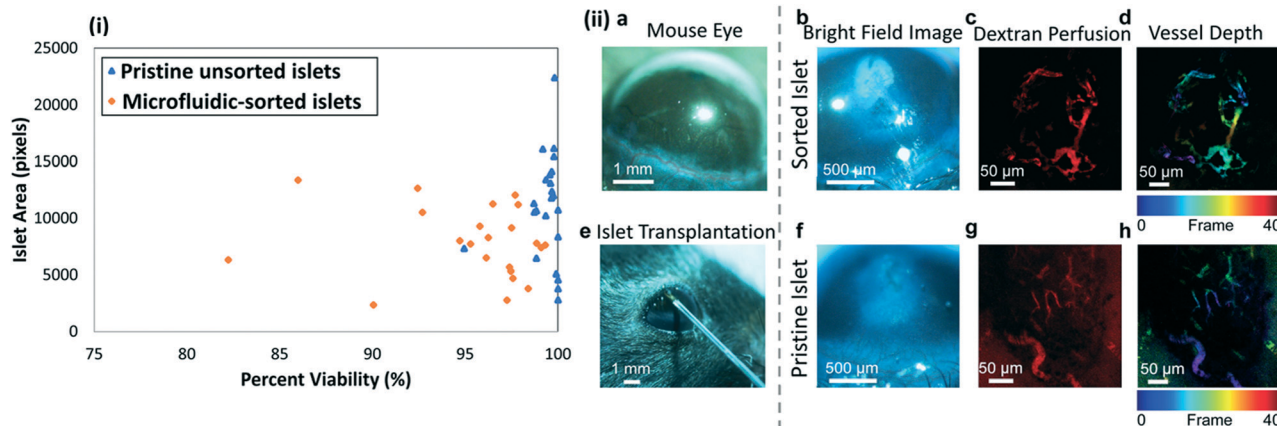 (i)
25000
20000
15000
10000
5000
0
75
80
85
90
95
100
Islet Area (pixels)
Percent Viability (%)
Pristine unsorted islets
Microfluidic-sorted islets
(ii) a
Mouse Eye
1 mm
b
Bright Field Image
Sorted Islet
500 µm
c
Dextran Perfusion
50 µm
d
Vessel Depth
50 µm
0 Frame 40
e Islet Transplantation
1 mm
f
Pristine Islet
500 µm
g
50 µm
h
50 µm
0 Frame 40